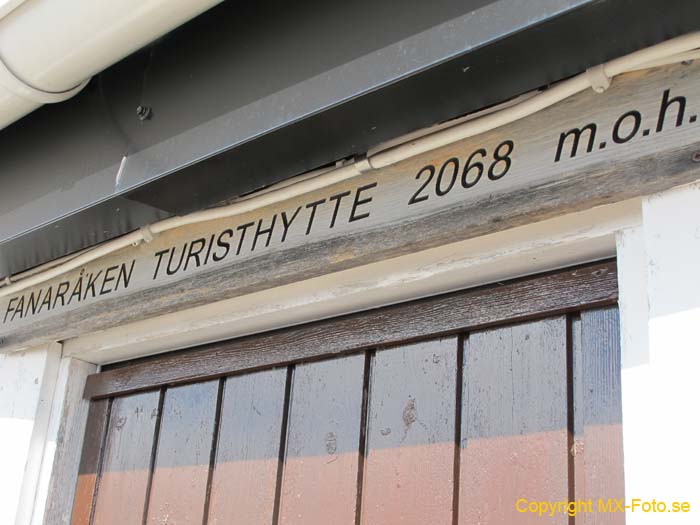 FANARÅKEN TURISTHYTTE 2068 m.o.h.
Copyright MX-Foto.se